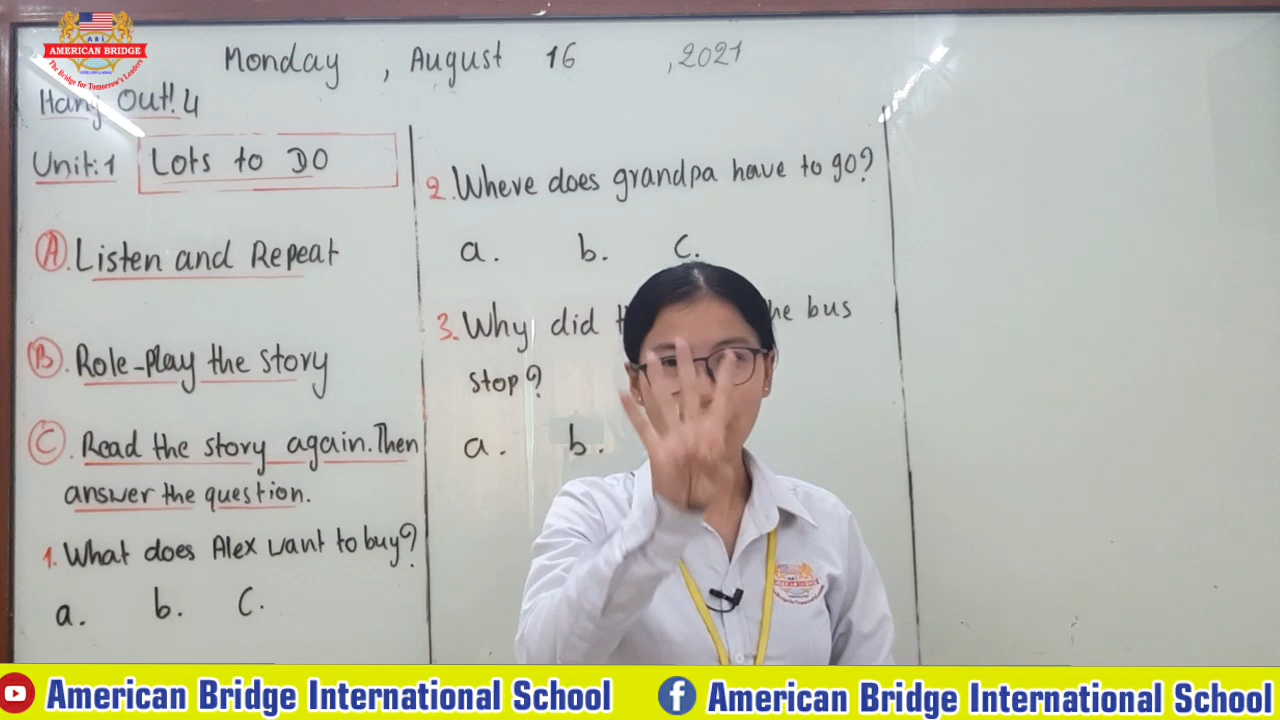 ABi
AMERICAN BRIDGE
The Bridge for Tomorrow's Leaders
Monday , August 16 , 2021
Hang Out! 4
Unit:1 Lots to DO
A. Listen and Repeat
B. Role-Play the story
C. Read the story again. Then
answer the question.
1. What does Alex want to buy?
a. b. C.
2. Where does grandpa have to go?
a. b. C.
3. Why did the bus
stop?
a. b.
American Bridge International School
f American Bridge International School